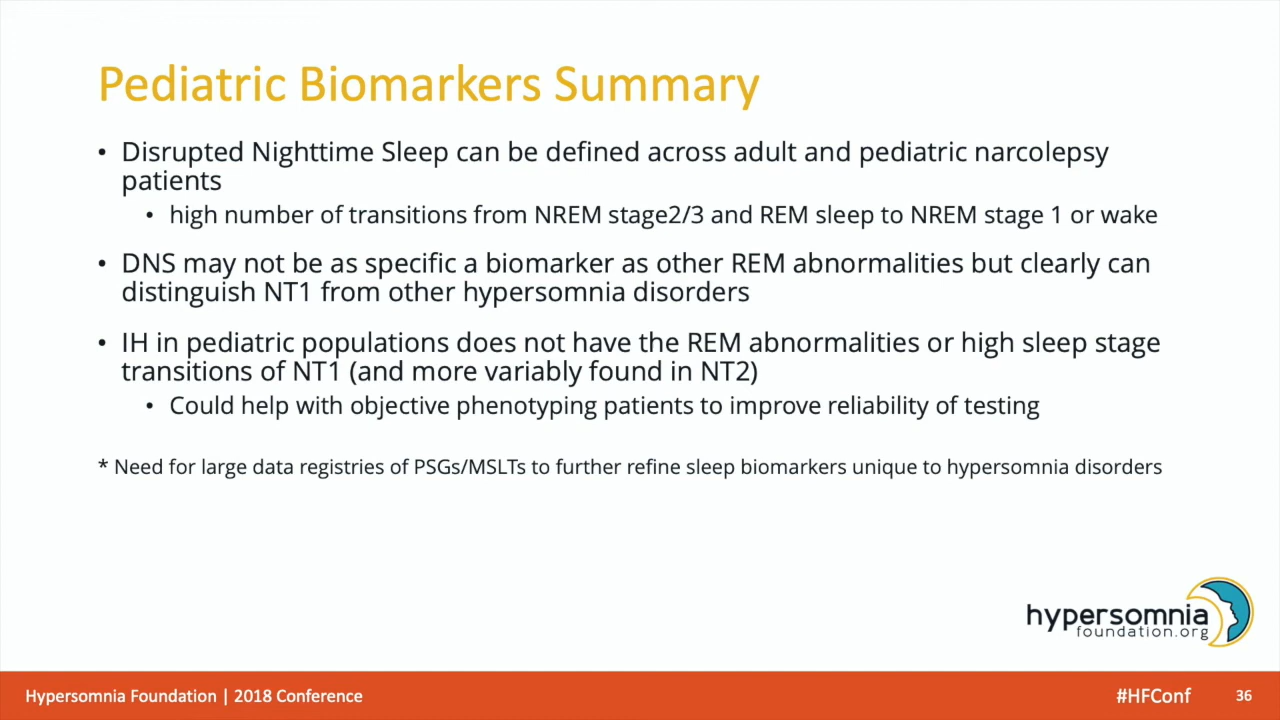 Pediatric Biomarkers Summary
• Disrupted Nighttime Sleep can be defined across adult and pediatric narcolepsy
patients
• high number of transitions from NREM stage2/3 and REM sleep to NREM stage 1 or wake
• DNS may not be as specific a biomarker as other REM abnormalities but clearly can
distinguish NT1 from other hypersomnia disorders
• IH in pediatric populations does not have the REM abnormalities or high sleep stage
transitions of NT1 (and more variably found in NT2)
• Could help with objective phenotyping patients to improve reliability of testing
* Need for large data registries of PSGs/MSLTs to further refine sleep biomarkers unique to hypersomnia disorders
hypersomnia
foundation.org
Hypersomnia Foundation | 2018 Conference
#HFConf
36